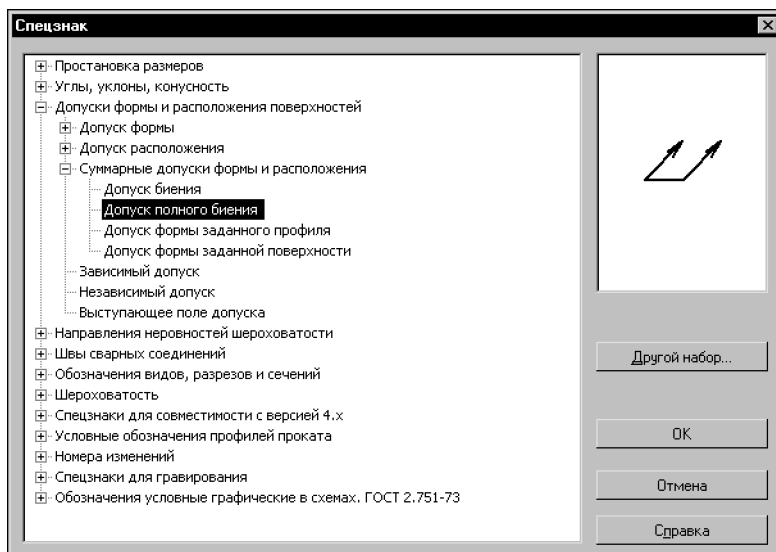 Спецзнак
Простановка размеров
Углы, уклоны, конусность
Допуски формы и расположения поверхностей
Допуск формы
Допуск расположения
Суммарные допуски формы и расположения
Допуск биения
Допуск полного биения
Допуск формы заданного профиля
Допуск формы заданной поверхности
Зависимый допуск
Независимый допуск
Выступающее поле допуска
Направления неровностей шероховатости
Швы сварных соединений
Обозначения видов, разрезов и сечений
Шероховатость
Спецзнаки для совместимости с версией 4.x
Условные обозначения профилей проката
Номера изменений
Спецзнаки для гравирования
Обозначения условные графические в схемах. ГОСТ 2.751-73
Другой набор...
OK
Отмена
Справка